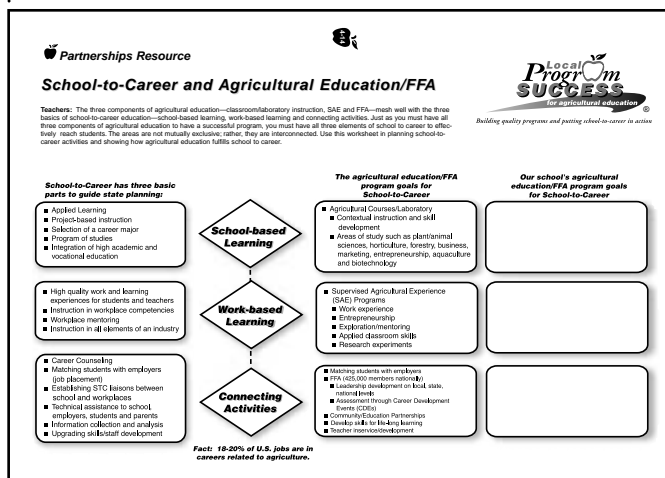 4-14
Partnerships Resource
School-to-Career and Agricultural Education/FFA
Local
Program
SUCCESS
for agricultural education
®
Building quality programs and putting school-to-career in action
Teachers: The three components of agricultural education—classroom/laboratory instruction, SAE and FFA—mesh well with the three
basics of school-to-career education—school-based learning, work-based learning and connecting activities. Just as you must have all
three components of agricultural education to have a successful program, you must have all three elements of school to career to effec-
tively reach students. The areas are not mutually exclusive; rather, they are interconnected. Use this worksheet in planning school-to-
career activities and showing how agricultural education fulfills school to career.
School-to-Career has three basic
parts to guide state planning:
The agricultural education/FFA
program goals for
School-to-Career
Our school's agricultural
education/FFA program goals
for School-to-Career
■ Applied Learning
■ Project-based instruction
■ Selection of a career major
■ Program of studies
■ Integration of high academic and
vocational education
School-based
Learning
■ Agricultural Courses/Laboratory
■ Contextual instruction and skill
development
■ Areas of study such as plant/animal
sciences, horticulture, forestry, business,
marketing, entrepreneurship, aquaculture
and biotechnology
■ High quality work and learning
experiences for students and teachers
■ Instruction in workplace competencies
■ Workplace mentoring
■ Instruction in all elements of an industry
Work-based
Learning
■ Supervised Agricultural Experience
(SAE) Programs
■ Work experience
■ Entrepreneurship
■ Exploration/mentoring
■ Applied classroom skills
■ Research experiments
■ Career Counseling
■ Matching students with employers
(job placement)
■ Establishing STC liaisons between
school and workplaces
■ Technical assistance to school,
employers, students and parents
■ Information collection and analysis
■ Upgrading skills/staff development
Connecting
Activities
■ Matching students with employers
■ FFA (425,000 members nationally)
■ Leadership development on local, state,
national levels
■ Assessment through Career Development
Events (CDEs)
■ Community/Education Partnerships
■ Develop skills for life-long learning
■ Teacher inservice/development
Fact: 18-20% of U.S. jobs are in
careers related to agriculture.